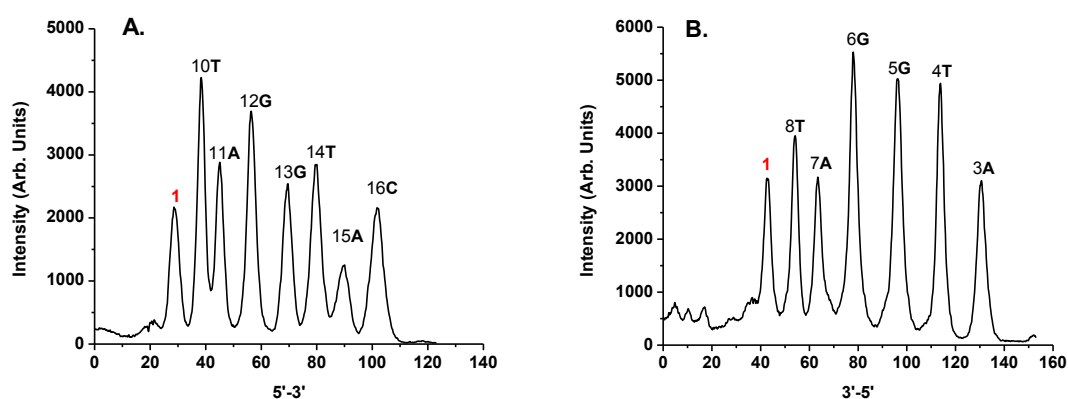 A.
Intensity (Arb. Units)
5000
4000
3000
2000
1000
0
1
10T
11A
12G
13G
14T
15A
16C
0 20 40 60 80 100 120 140
5'-3'
B.
Intensity (Arb. Units)
6000
5000
4000
3000
2000
1000
0
1
8T
7A
6G
5G
4T
3A
0 20 40 60 80 100 120 140 160
3'-5'